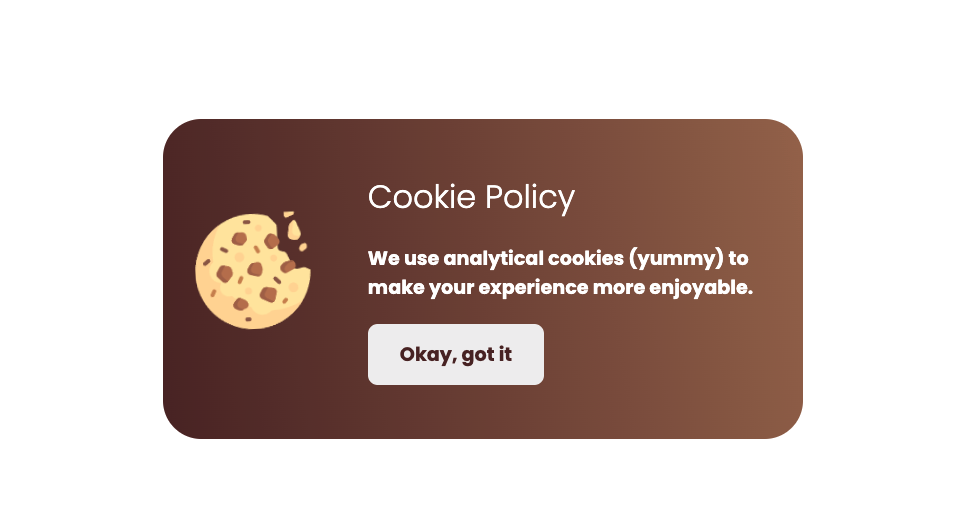 Cookie Policy
We use analytical cookies (yummy) to
make your experience more enjoyable.
Okay, got it